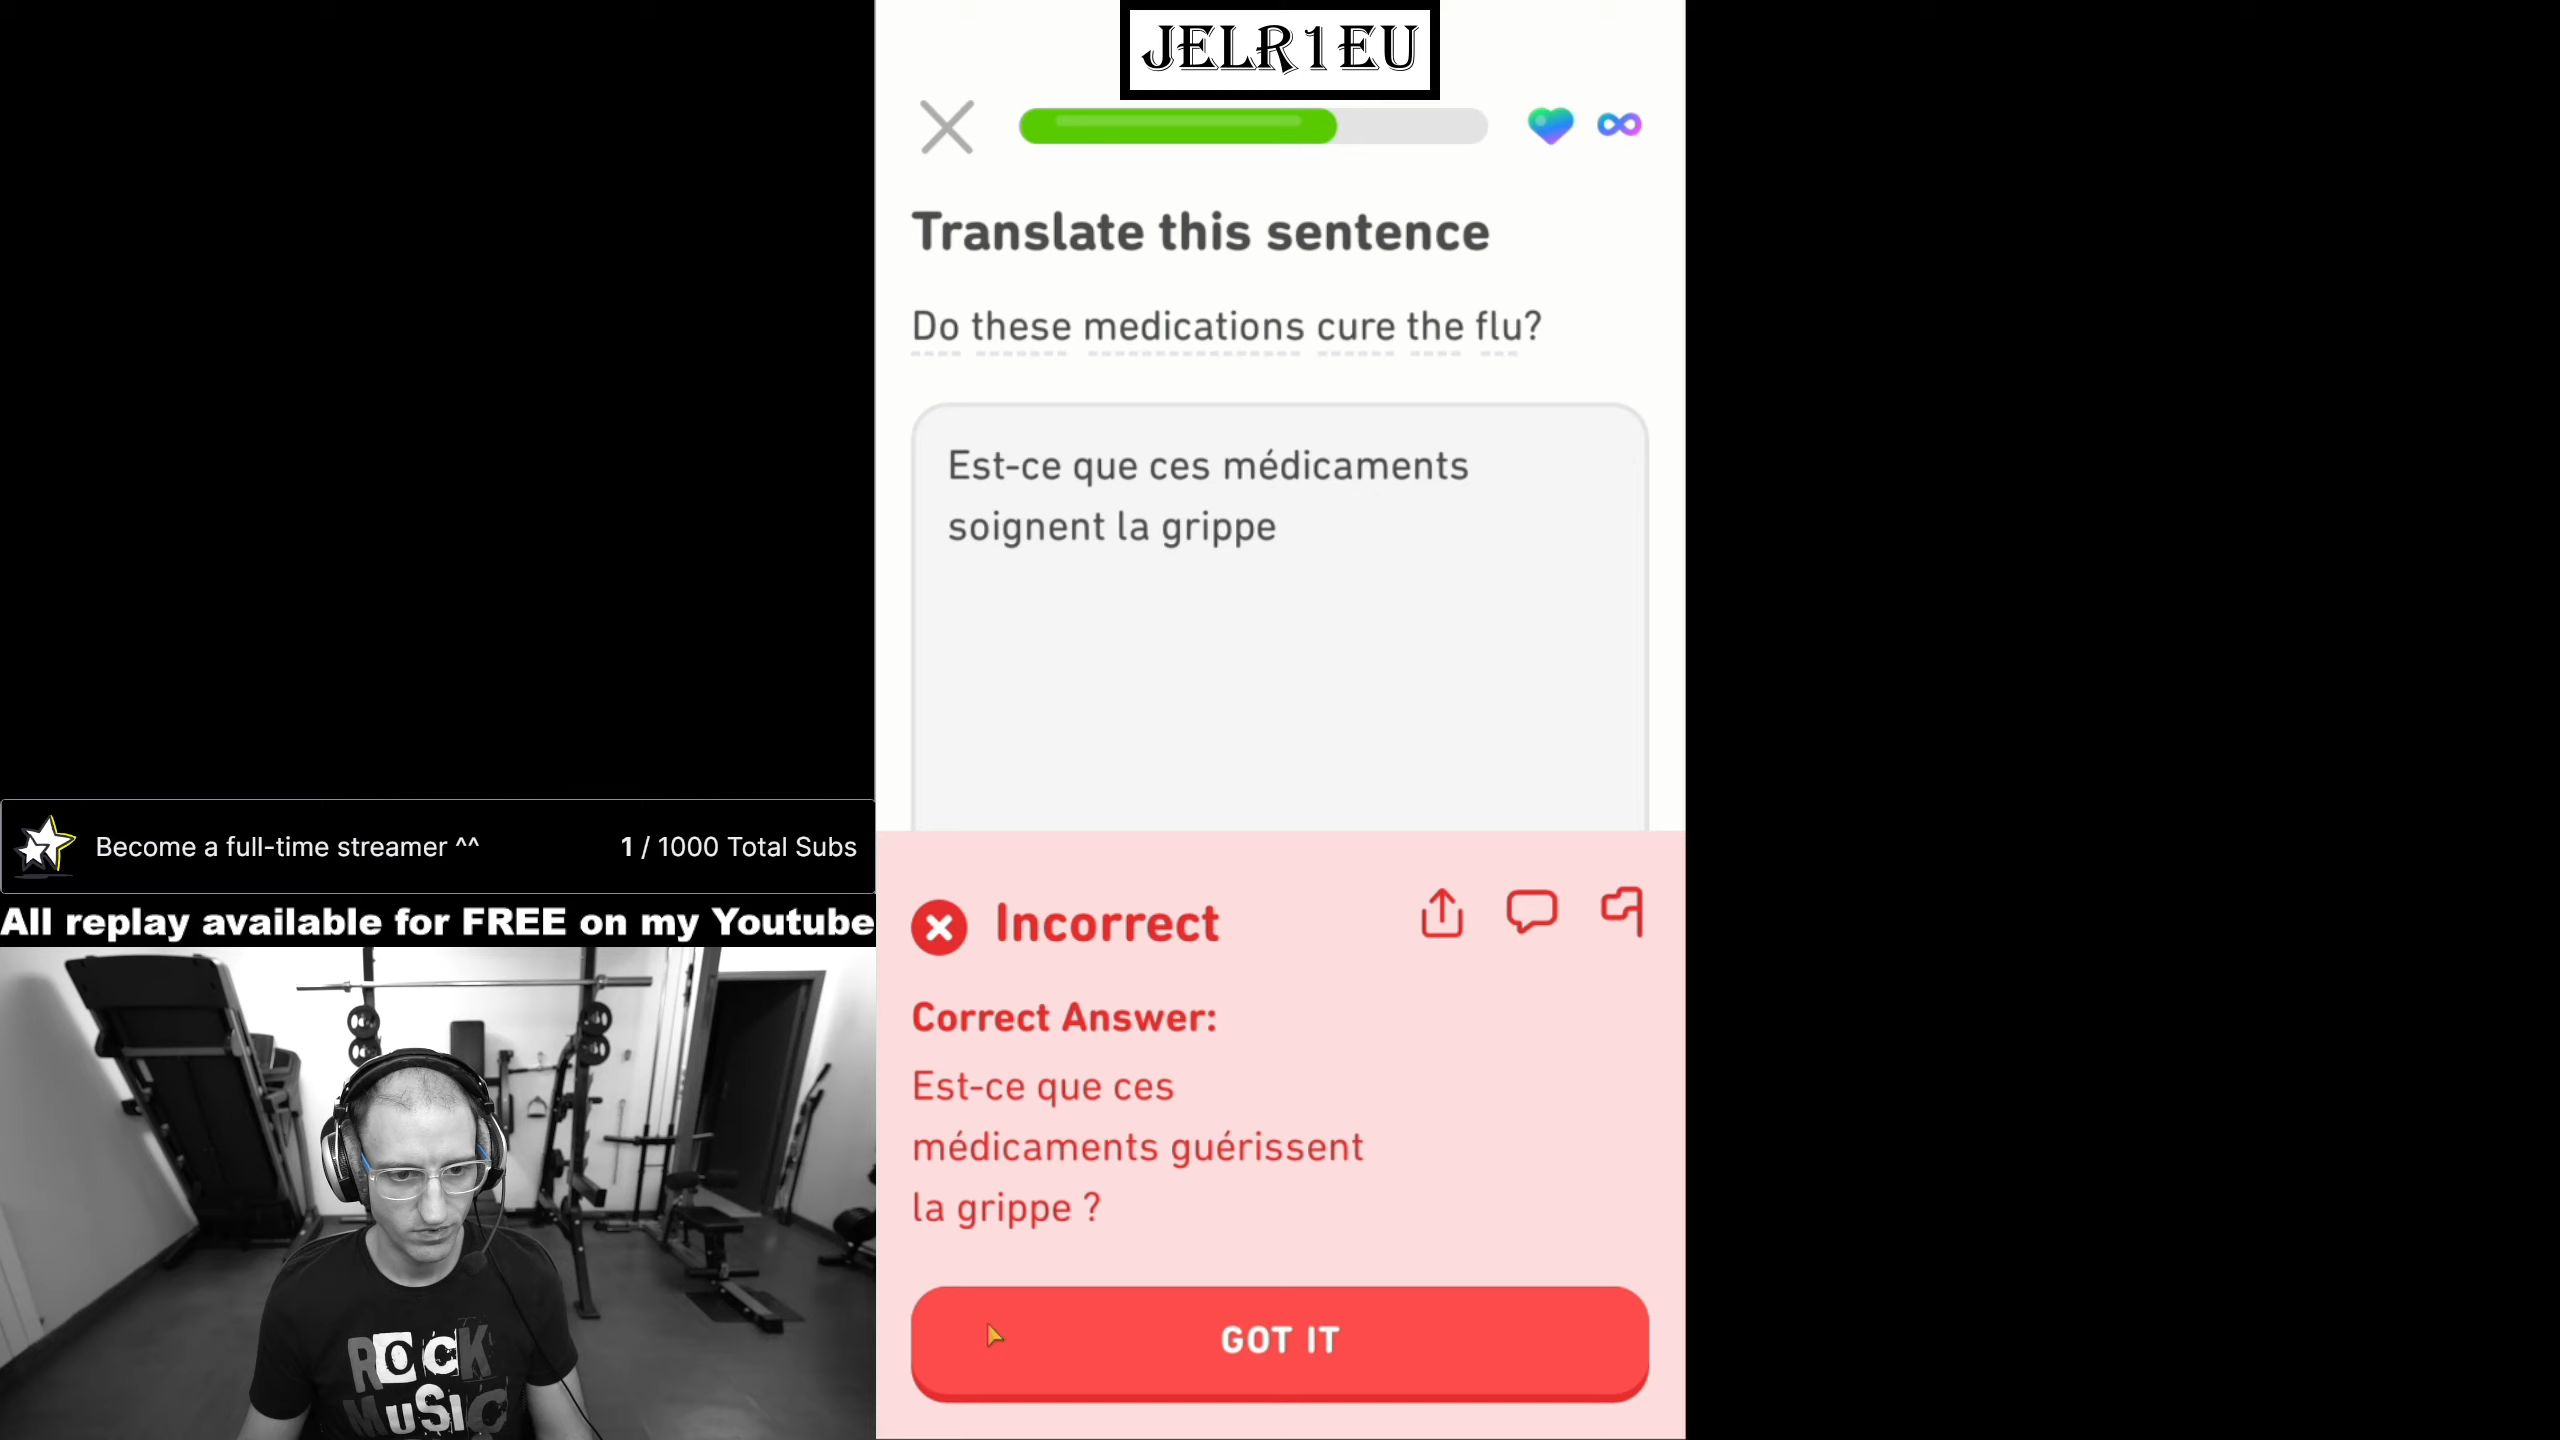 JELR1EU
Translate this sentence
Do these medications cure the flu?
Est-ce que ces médicaments
soignent la grippe
Become a full-time streamer ^^ 1 / 1000 Total Subs
All replay available for FREE on my Youtube
Incorrect
Correct Answer:
Est-ce que ces
médicaments guérissent
la grippe ?
GOT IT
ROCK
MUSIC